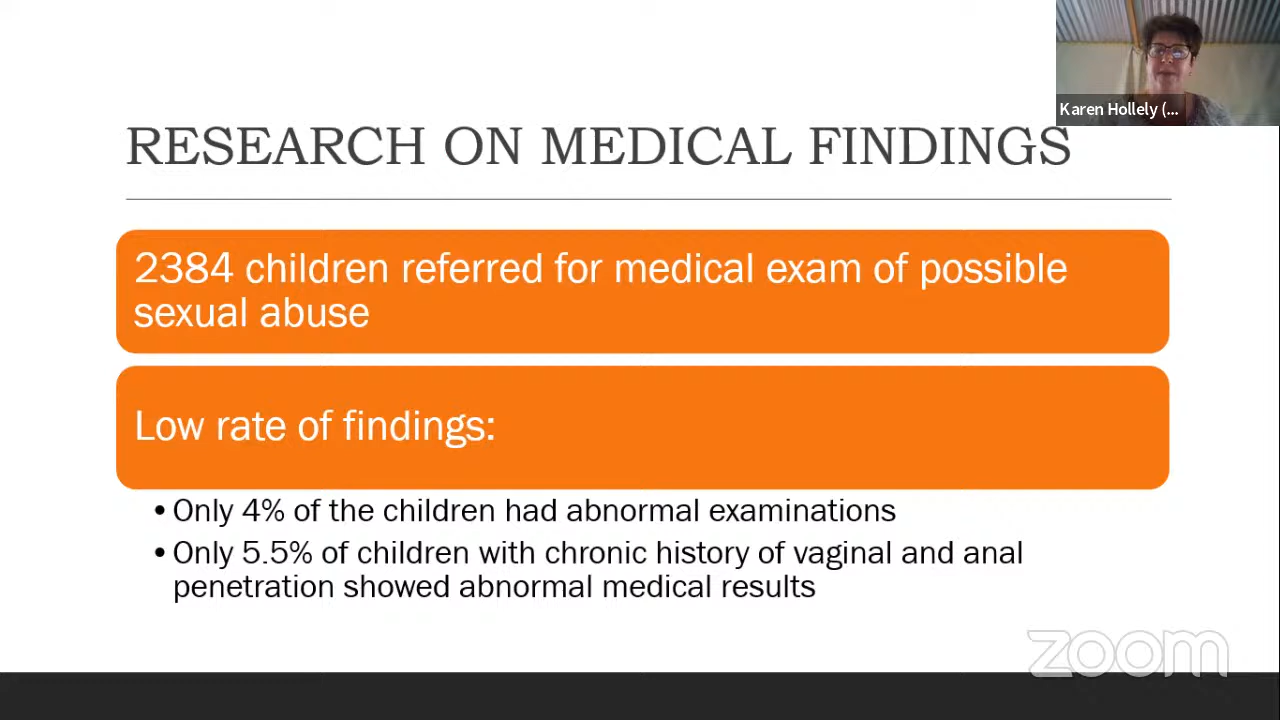 Karen Hollely (...
RESEARCH ON MEDICAL FINDINGS
2384 children referred for medical exam of possible
sexual abuse
Low rate of findings:
• Only 4% of the children had abnormal examinations
• Only 5.5% of children with chronic history of vaginal and anal
penetration showed abnormal medical results
zoom